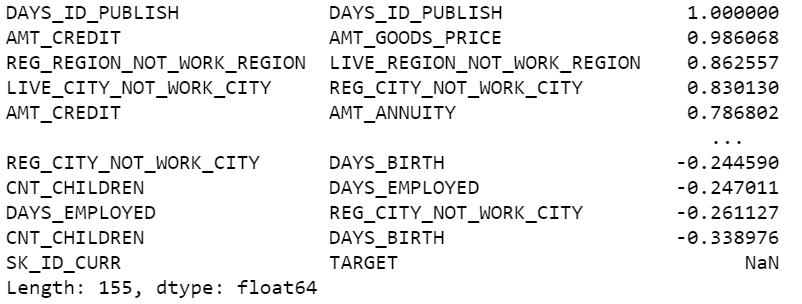 DAYS_ID_PUBLISH DAYS_ID_PUBLISH 1.000000
AMT_CREDIT AMT_GOODS_PRICE 0.986068
REG_REGION_NOT_WORK_REGION LIVE_REGION_NOT_WORK_REGION 0.862557
LIVE_CITY_NOT_WORK_CITY REG_CITY_NOT_WORK_CITY 0.830130
AMT_CREDIT AMT_ANNUITY 0.786802
...
REG_CITY_NOT_WORK_CITY DAYS_BIRTH -0.244590
CNT_CHILDREN DAYS_EMPLOYED -0.247011
DAYS_EMPLOYED REG_CITY_NOT_WORK_CITY -0.261127
CNT_CHILDREN DAYS_BIRTH -0.338976
SK_ID_CURR TARGET NaN
Length: 155, dtype: float64